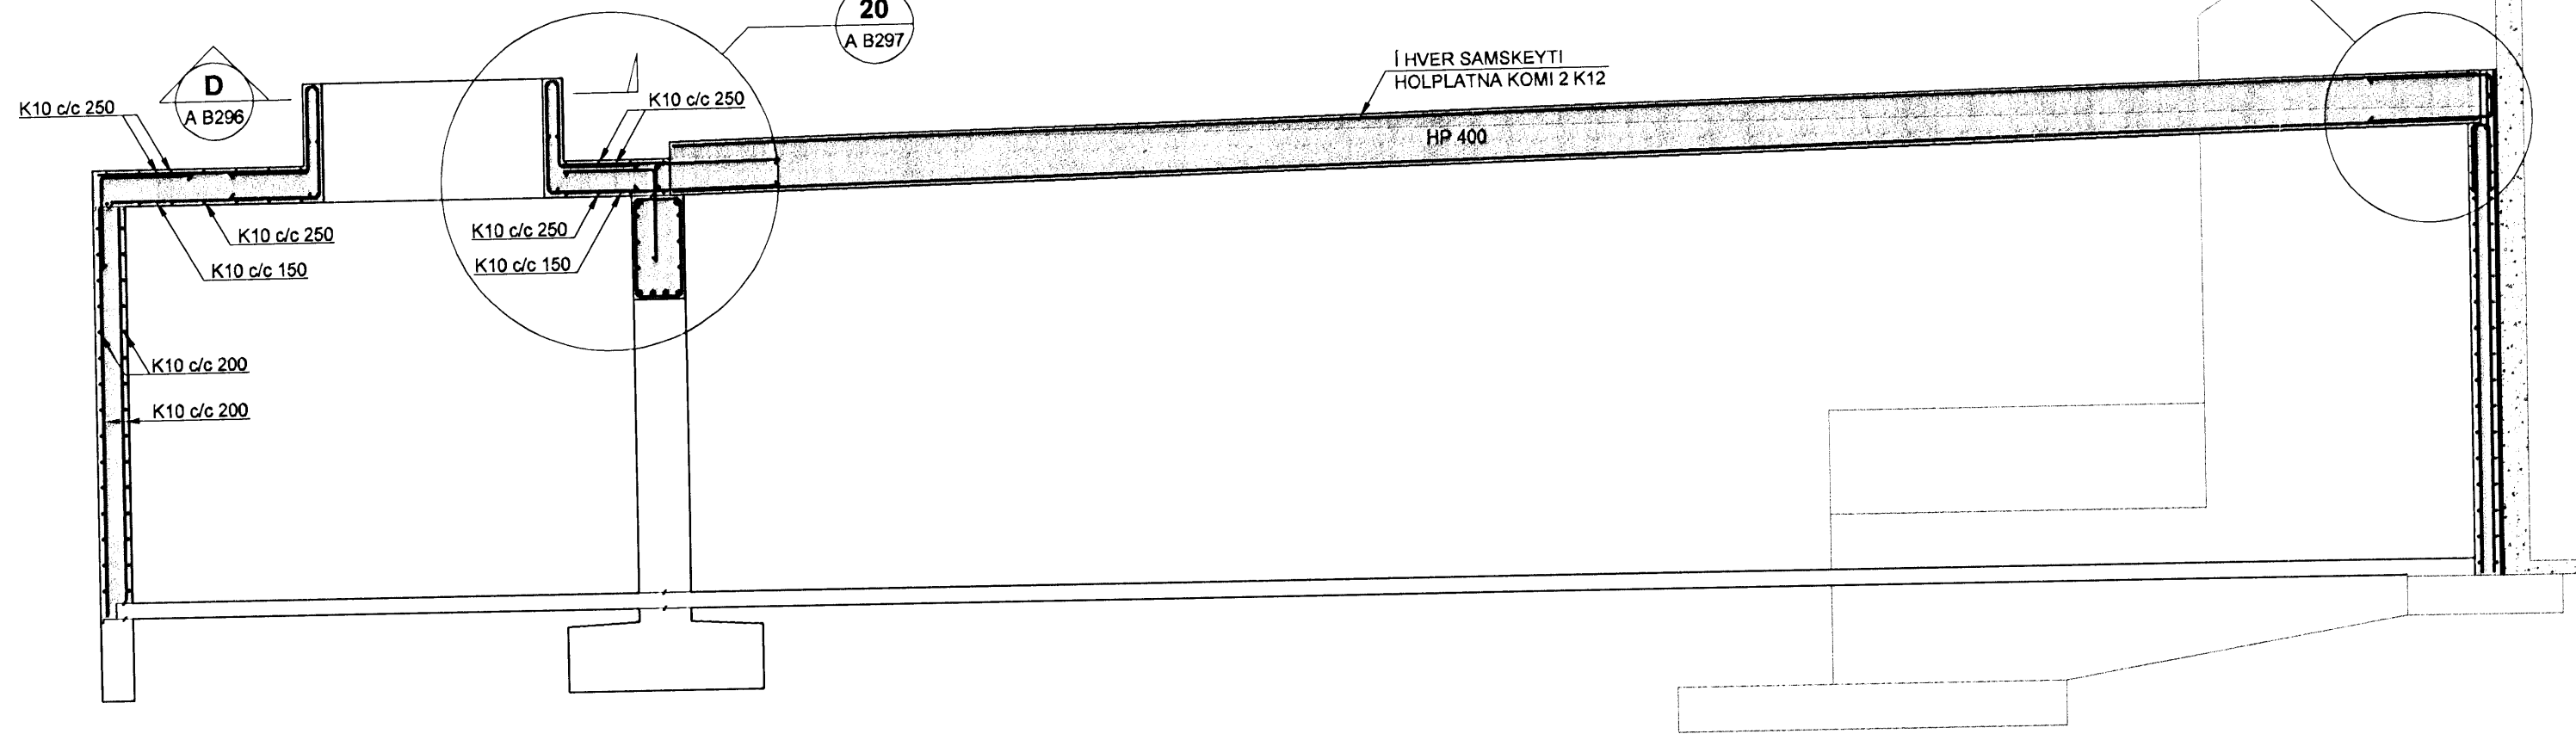 20
A B297
Í HVER SAMSKEYTI
HOLPLATNA KOMI 2 K12
D
A B296
K10 c/c 250
K10 c/c 250
HP 400
K10 c/c 250
K10 c/c 150
K10 c/c 250
K10 c/c 150
K10 c/c 200
K10 c/c 200